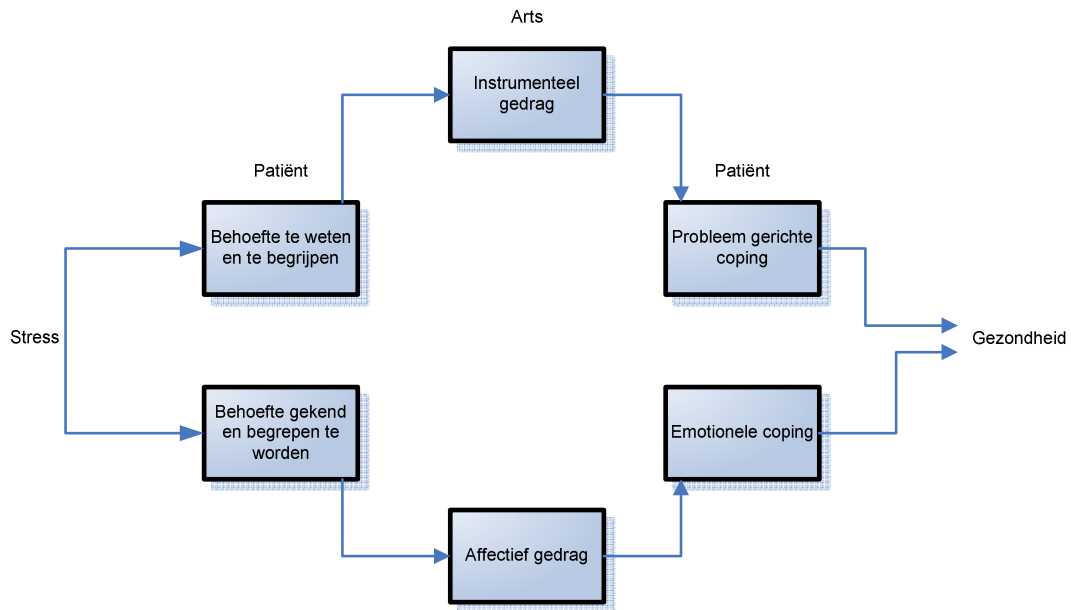 Arts
Instrumenteel
gedrag
Patiënt
Patiënt
Behoefte te weten
en te begrijpen
Probleem gerichte
coping
Stress
Gezondheid
Behoefte gekend
en begrepen te
worden
Emotionele coping
Affectief gedrag